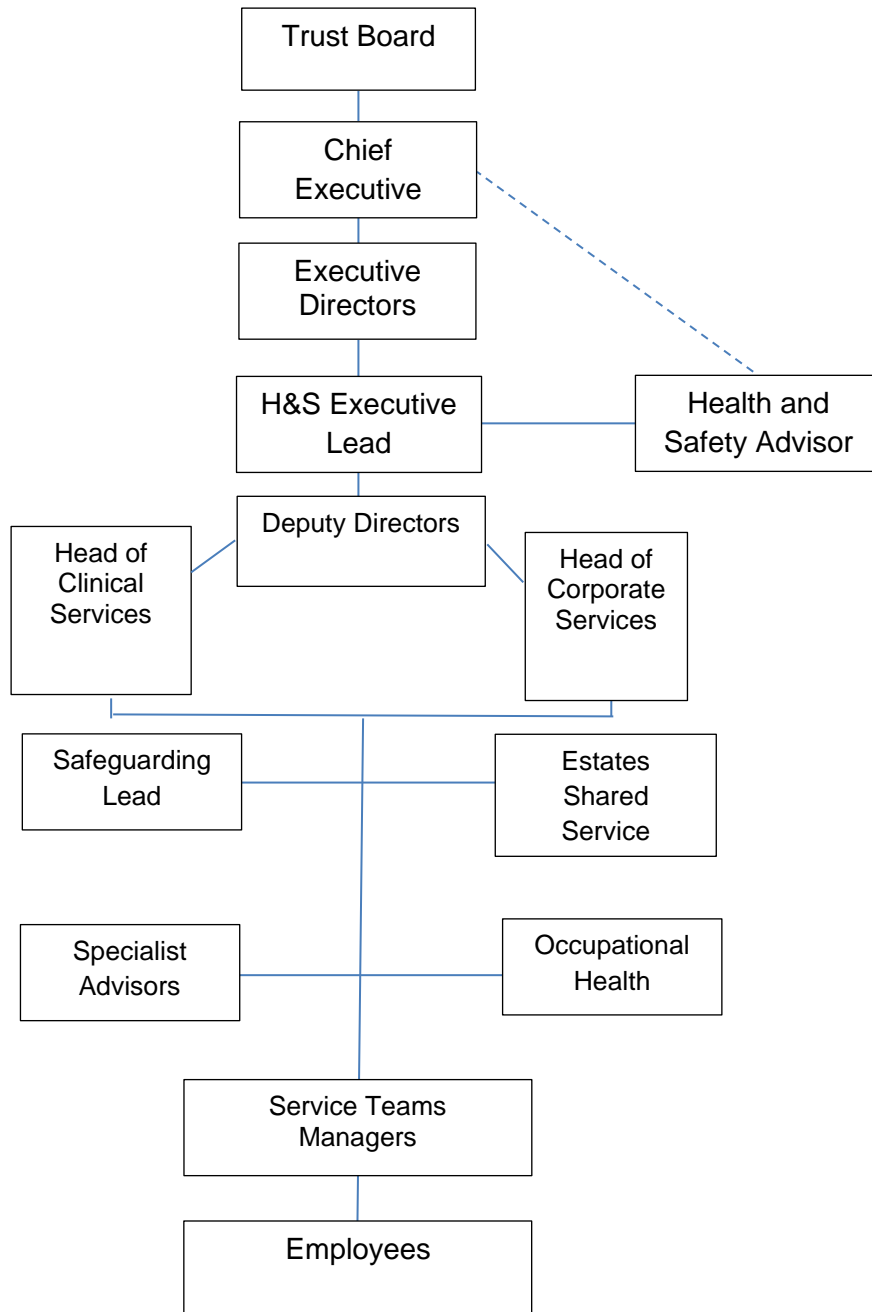 Trust Board
Chief
Executive
Executive
Directors
H&S Executive
Lead
Health and
Safety Advisor
Deputy Directors
Head of
Clinical
Services
Head of
Corporate
Services
Safeguarding
Lead
Estates
Shared
Service
Specialist
Advisors
Occupational
Health
Service Teams
Managers
Employees